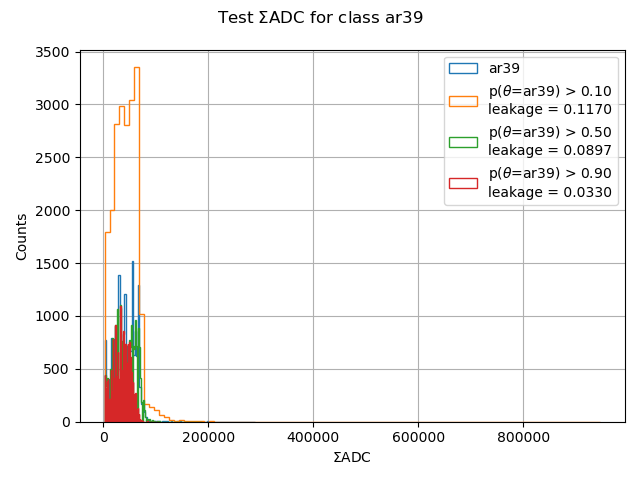 Test ΣADC for class ar39
3500
3000
2500
2000
1500
1000
500
0
Counts
ar39
p(θ=ar39) > 0.10
leakage = 0.1170
p(θ=ar39) > 0.50
leakage = 0.0897
p(θ=ar39) > 0.90
leakage = 0.0330
0 200000 400000 600000 800000
ΣADC